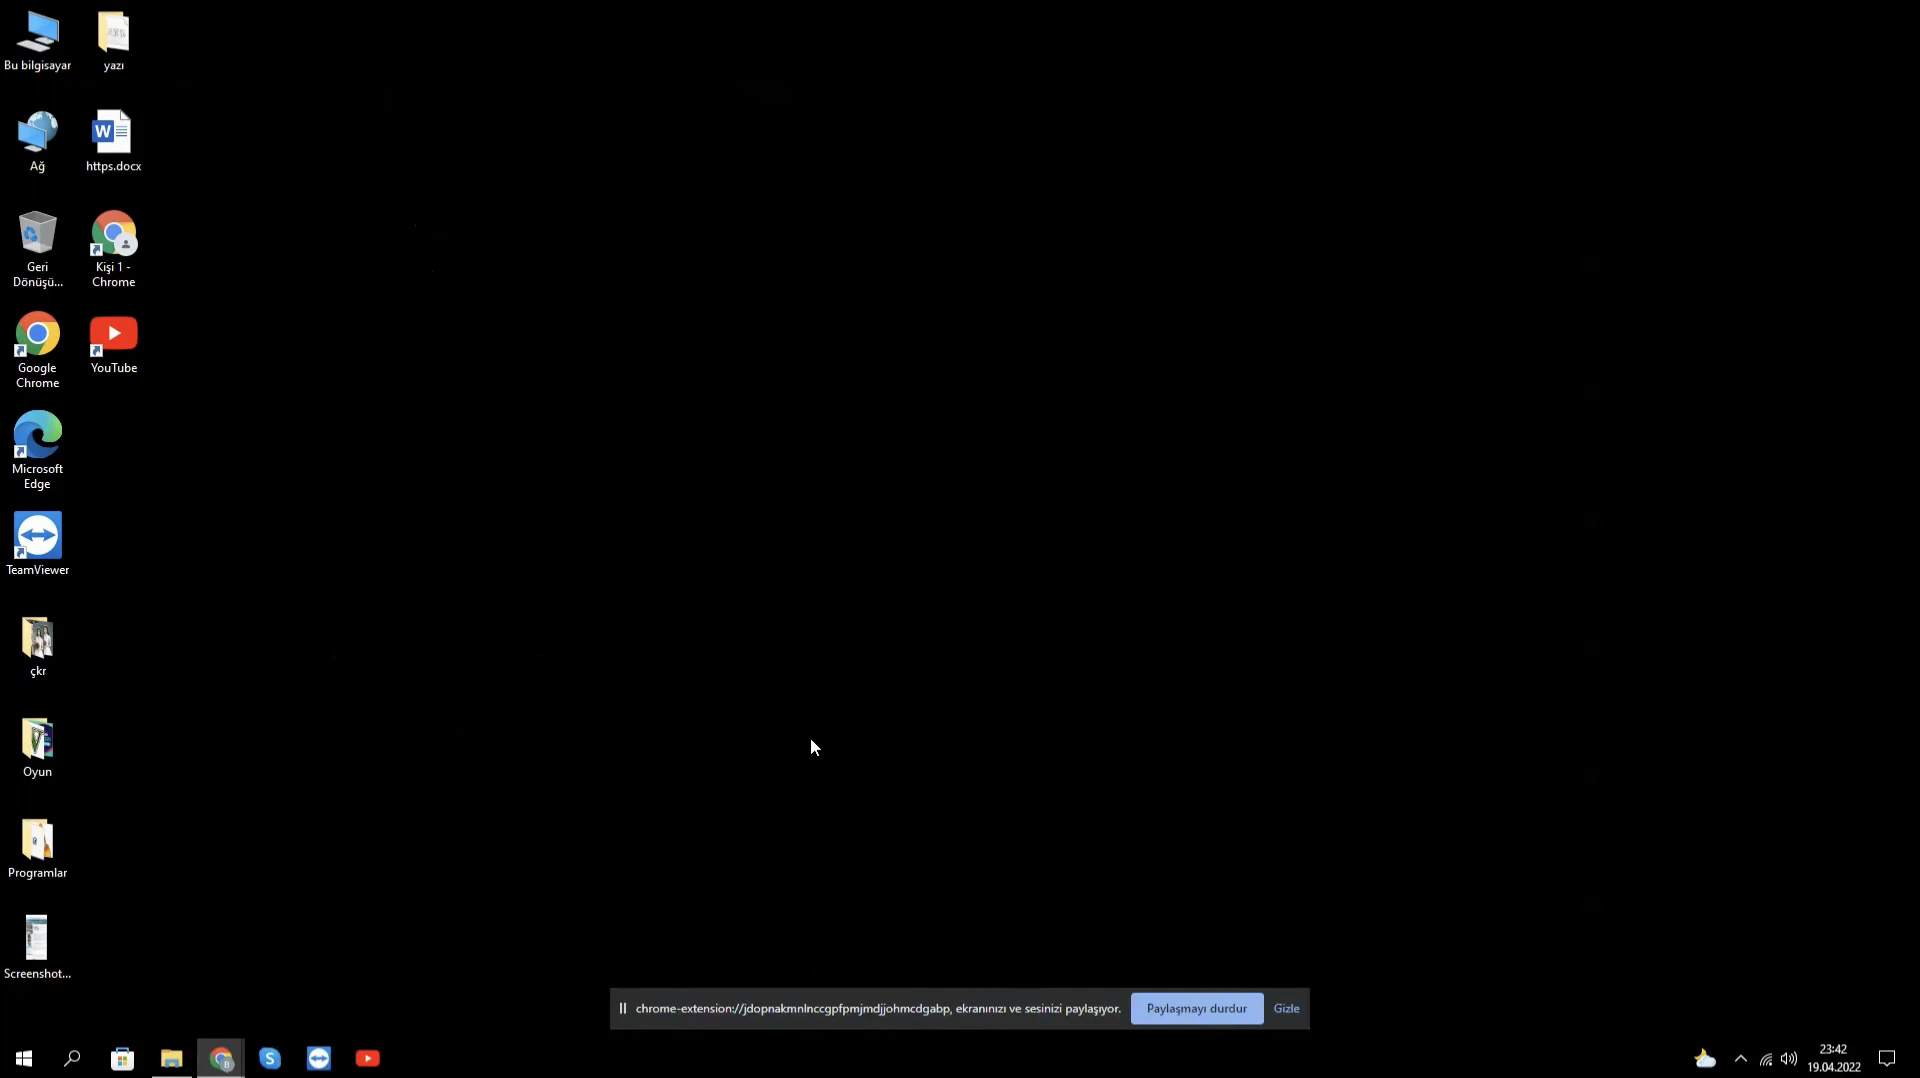 Bu bilgisayar
yazı
Ağ
https.docx
Geri
Dönüşü...
Kişi 1 -
Chrome
Google
Chrome
YouTube
Microsoft
Edge
TeamViewer
çkr
Oyun
Programlar
Screenshot...
chrome-extension://jdopnakmnlnccgpfpmjmdjjohmcdgabp, ekranınızı ve sesinizi paylaşıyor.
Paylaşmayı durdur
Gizle
23:42
19.04.2022